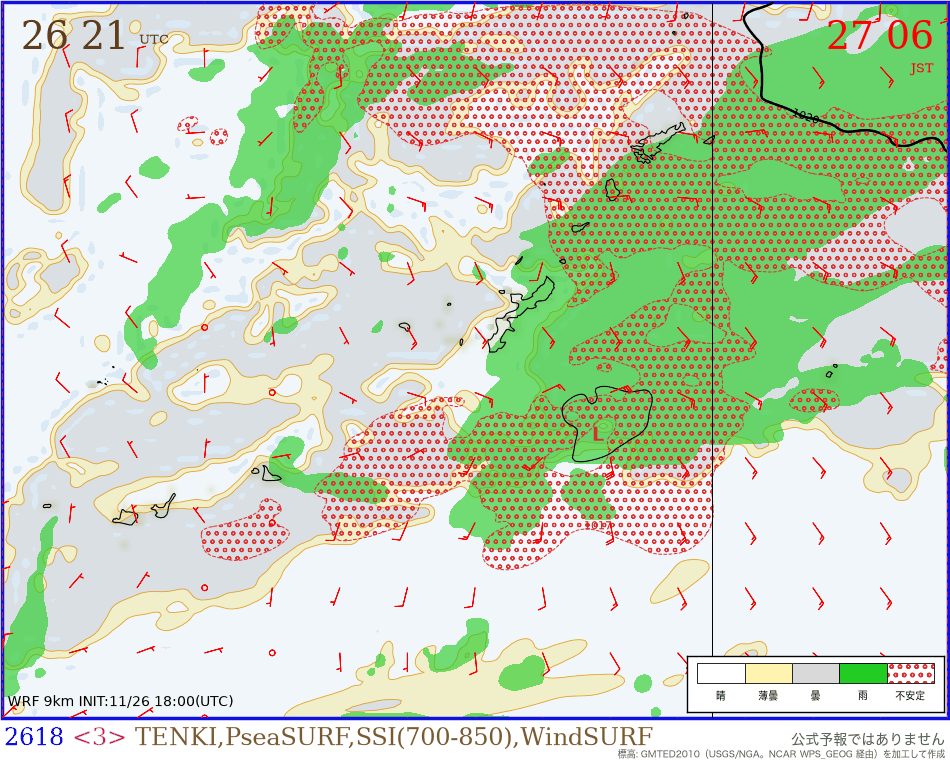 26 21 UTC
27 06
JST
1020
L
1017
WRF 9km INIT:11/26 18:00(UTC)
晴 薄曇 曇 雨 不安定
2618 <3> TENKI,PseaSURF,SSI(700-850),WindSURF
公式予報ではありません
標高: GMTED2010（USGS/NGA。NCAR WPS_GEOG 経由）を加工して作成